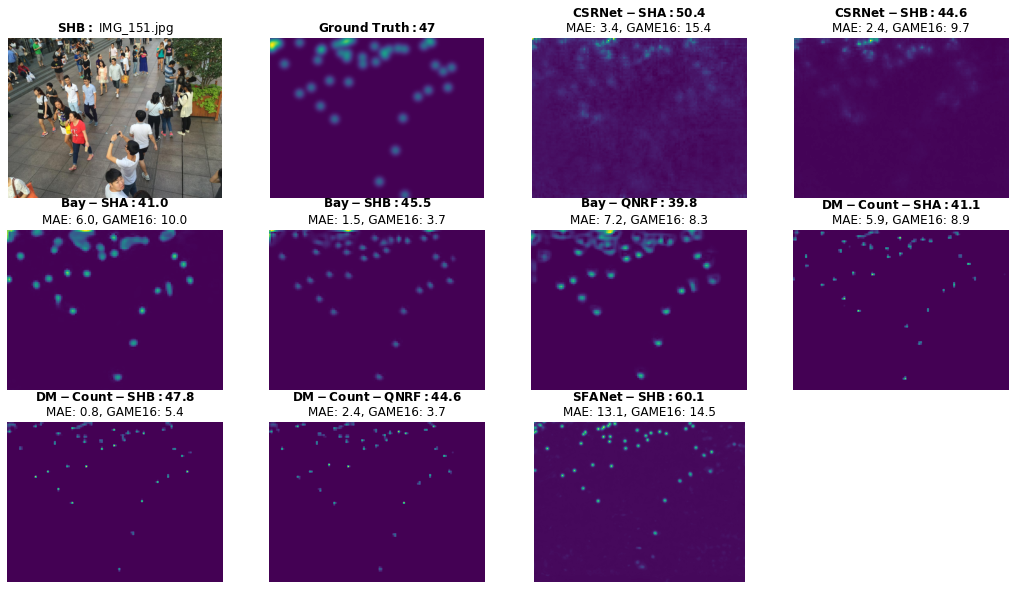 SHB: IMG_151.jpg
Ground Truth: 47
CSRNet−SHA: 50.4
MAE: 3.4, GAME16: 15.4
CSRNet−SHB: 44.6
MAE: 2.4, GAME16: 9.7
Bay−SHA: 41.0
MAE: 6.0, GAME16: 10.0
Bay−SHB: 45.5
MAE: 1.5, GAME16: 3.7
Bay−QNRF: 39.8
MAE: 7.2, GAME16: 8.3
DM−Count−SHA: 41.1
MAE: 5.9, GAME16: 8.9
DM−Count−SHB: 47.8
MAE: 0.8, GAME16: 5.4
DM−Count−QNRF: 44.6
MAE: 2.4, GAME16: 3.7
SFANet−SHB: 60.1
MAE: 13.1, GAME16: 14.5